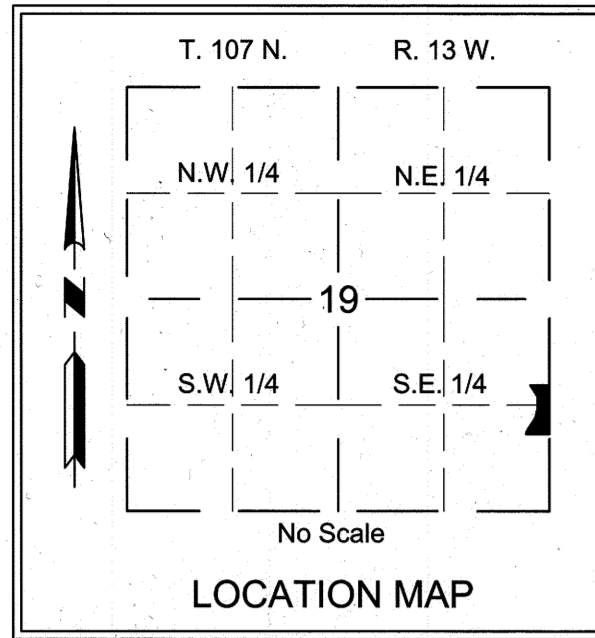 T. 107 N. R. 13 W.
N.W. 1/4 N.E. 1/4
N
19
S.W. 1/4 S.E. 1/4
No Scale
LOCATION MAP